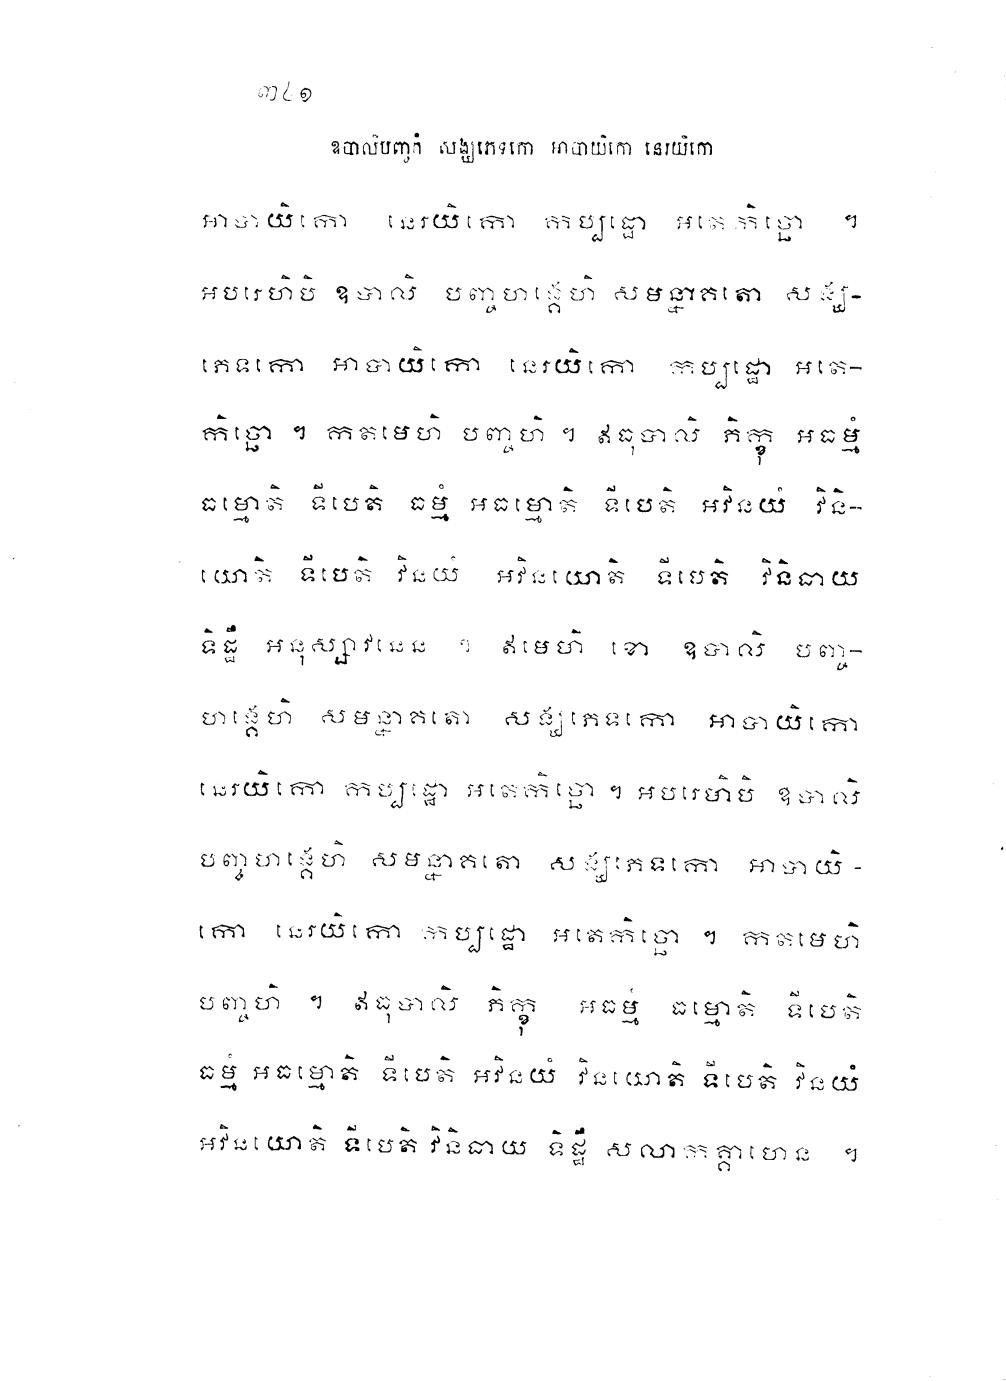 ៣៤១
ឧបាលិបញ្ចកំ សង្ឃភេទកោ អាបាយិកោ នេរយិកោ
អាបាយិកោ នេរយិកោ កប្បដ្ឋោ អតេកិច្ឆោ ។
អបរេហិបិ ឧបាលិ បញ្ចហង្គេហិ សមន្នាគតោ សង្ឃ-
ភេទកោ អាបាយិកោ នេរយិកោ កប្បដ្ឋោ អតេ-
កិច្ឆោ ។ កតមេហិ បញ្ចហិ ។ ឥធុបាលិ ភិក្ខុ អធម្មំ
ធម្មោតិ ទីបេតិ ធម្មំ អធម្មោតិ ទីបេតិ អវិនយំ វិន-
យោតិ ទីបេតិ វិនយំ អវិនយោតិ ទីបេតិ វិនិធាយ
ទិដ្ឋឹ អនុស្សាវនេន ។ ឥមេហិ ខោ ឧបាលិ បញ្ច-
ហង្គេហិ សមន្នាគតោ សង្ឃភេទកោ អាបាយិកោ
នេរយិកោ កប្បដ្ឋោ អតេកិច្ឆោ ។ អបរេហិបិ ឧបាលិ
បញ្ចហង្គេហិ សមន្នាគតោ សង្ឃភេទកោ អាបាយិ-
កោ នេរយិកោ កប្បដ្ឋោ អតេកិច្ឆោ ។ កតមេហិ
បញ្ចហិ ។ ឥធុបាលិ ភិក្ខុ អធម្មំ ធម្មោតិ ទីបេតិ
ធម្មំ អធម្មោតិ ទីបេតិ អវិនយំ វិនយោតិ ទីបេតិ វិនយំ
អវិនយោតិ ទីបេតិ វិនិធាយ ទិដ្ឋឹ សលាកគ្គាហេន ។